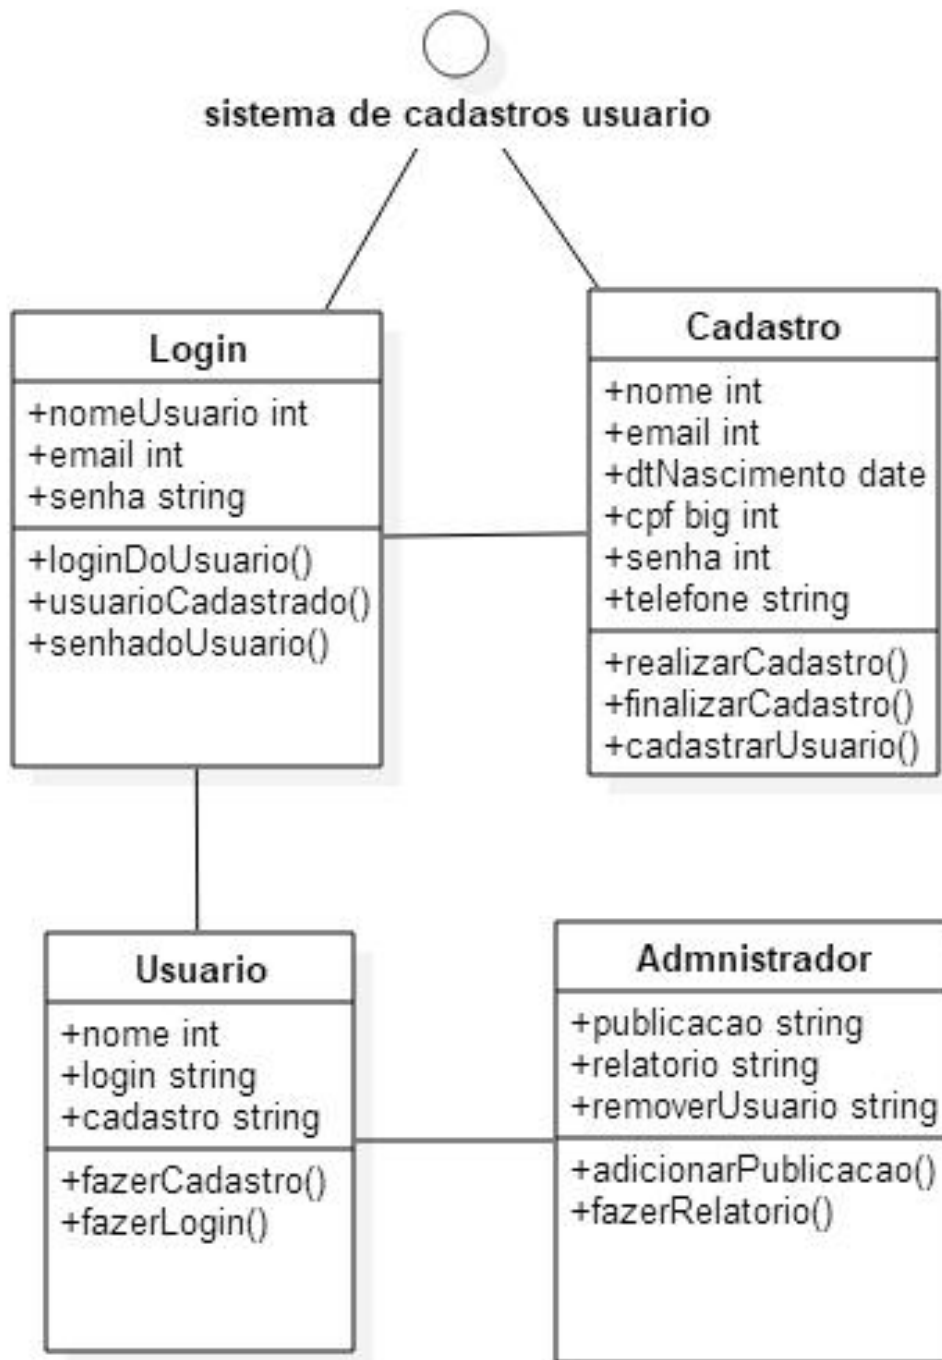 sistema de cadastros usuario
Login
+nomeUsuario int
+email int
+senha string
+loginDoUsuario()
+usuarioCadastrado()
+senhadoUsuario()
Cadastro
+nome int
+email int
+dtNascimento date
+cpf big int
+senha int
+telefone string
+realizarCadastro()
+finalizarCadastro()
+cadastrarUsuario()
Usuario
+nome int
+login string
+cadastro string
+fazerCadastro()
+fazerLogin()
Admnistrador
+publicacao string
+relatorio string
+removerUsuario string
+adicionarPublicacao()
+fazerRelatorio()